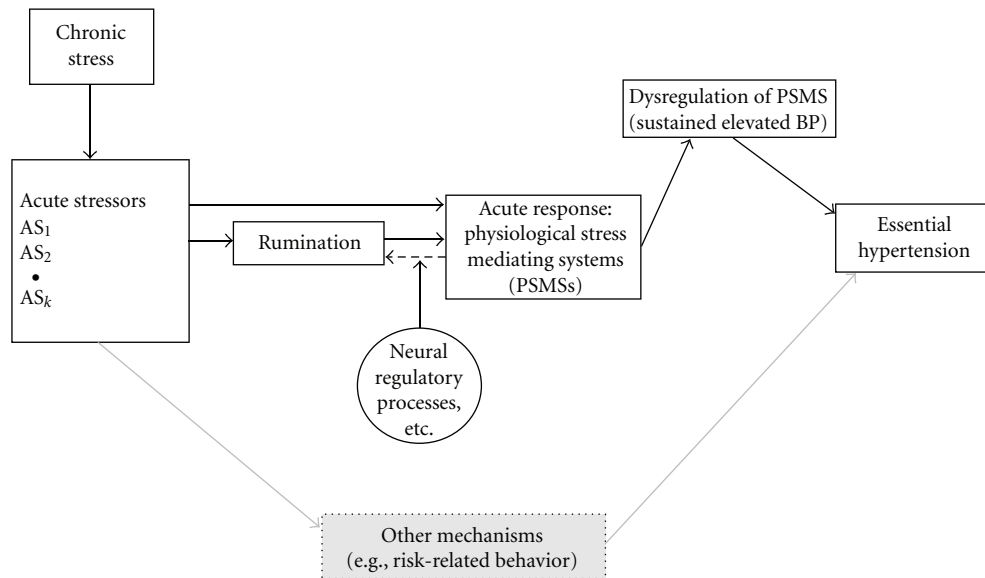 Chronic
stress
Dysregulation of PSMS
(sustained elevated BP)
Acute stressors
AS₁
AS₂
•
ASₖ
Rumination
Acute response:
physiological stress
mediating systems
(PSMSs)
Essential
hypertension
Neural
regulatory
processes,
etc.
Other mechanisms
(e.g., risk-related behavior)